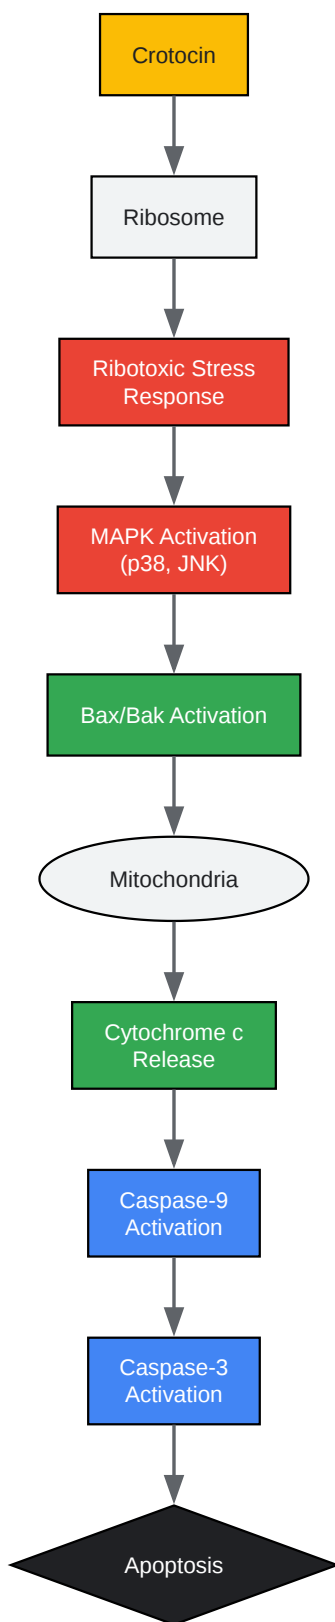 Crotocin
Ribosome
Ribotoxic Stress
Response
MAPK Activation
(p38, JNK)
Bax/Bak Activation
Mitochondria
Cytochrome c
Release
Caspase-9
Activation
Caspase-3
Activation
Apoptosis